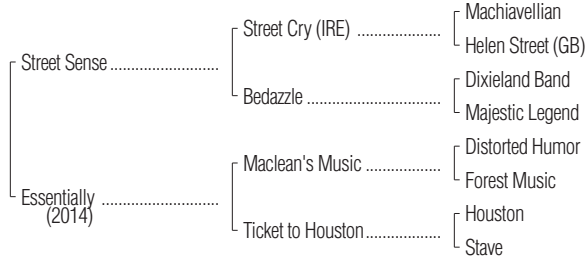 Machiavellian
Street Cry (IRE) ....................
Helen Street (GB)
Street Sense ..........................
Dixieland Band
Bedazzle ................................
Majestic Legend
Distorted Humor
Maclean's Music ..................
Forest Music
Essentially ............................
(2014)
Houston
Ticket to Houston..................
Stave